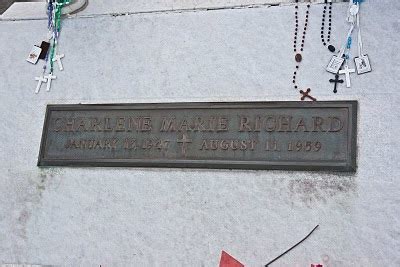 CHARLENE MARIE RICHARD
JANUARY 13, 1947 AUGUST 11, 1959